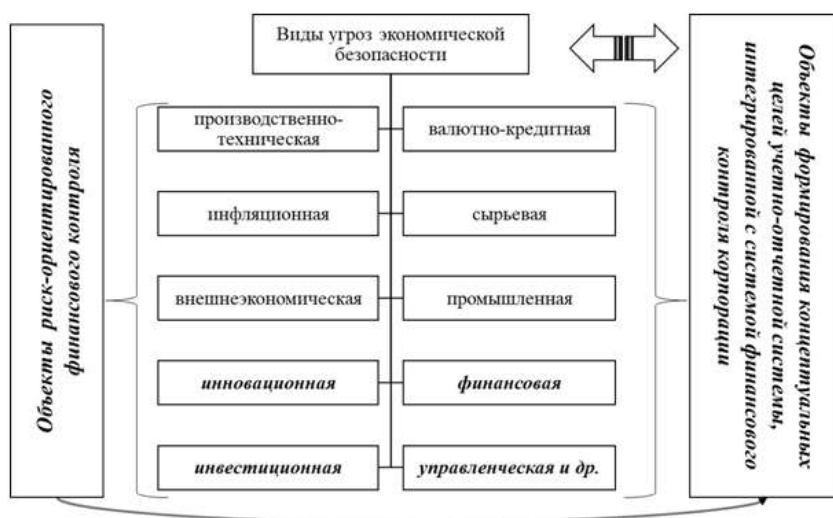 Виды угроз экономической
безопасности
Объекты риск-ориентированного
финансового контроля
производственно-
техническая
валютно-кредитная
инфляционная
сырьевая
внешнеэкономическая
промышленная
инновационная
финансовая
инвестиционная
управленческая и др.
Объекты формирования концептуальных
целей учетно-отчетной системы,
интегрированной с системой финансового
контроля корпорации